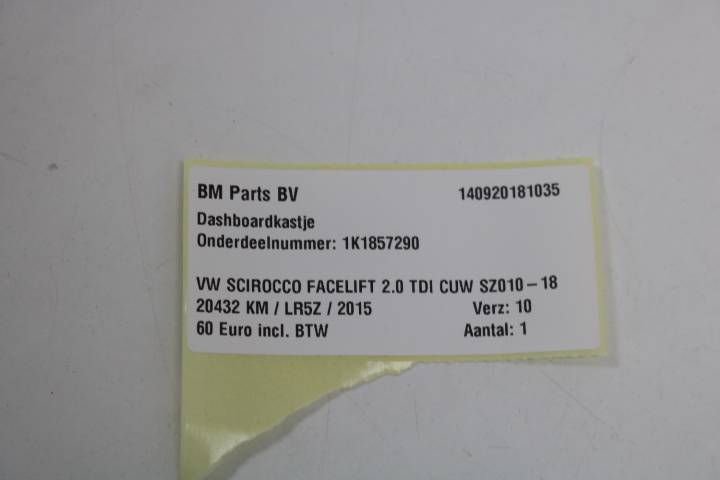 BM Parts BV 140920181035
Dashboardkastje
Onderdeelnummer: 1K1857290
VW SCIROCCO FACELIFT 2.0 TDI CUW SZ010-18
20432 KM / LR5Z / 2015 Verz: 10
60 Euro incl. BTW Aantal: 1